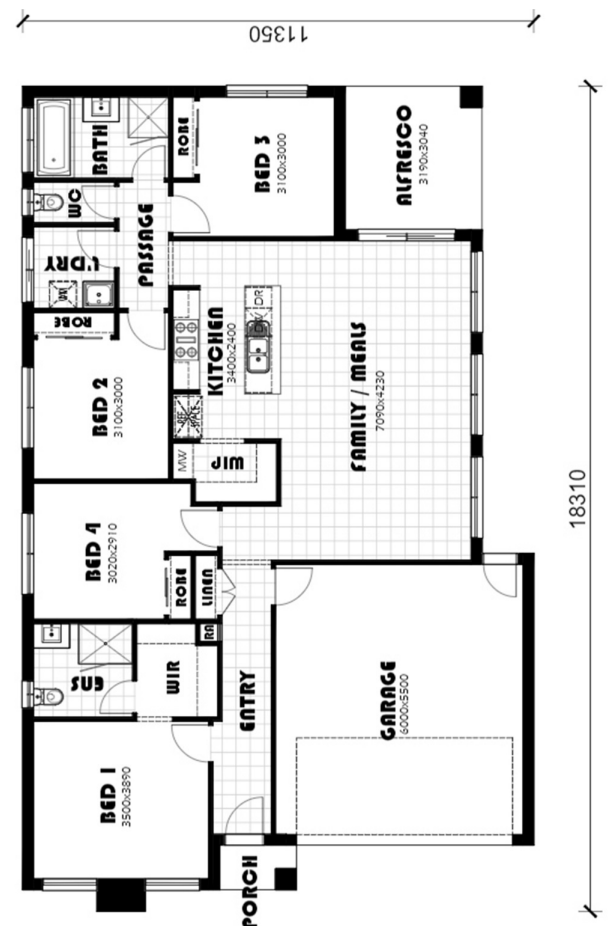 11350
BATH
ROBE
BED 3
3100x3000
ALFRESCO
3190x3040
WC
PASSAGE
L'DRY
WM
ROBE
KITCHEN
3400x2400
DW
DR
FAMILY / MEALS
7090x4230
BED 2
3100x3000
REF.
SPACE
MW
WIP
18310
BED 4
3020x2910
ROBE
LINEN
RA
ENS
WIR
ENTRY
GARAGE
6000x5500
BED 1
3500x3890
PORCH